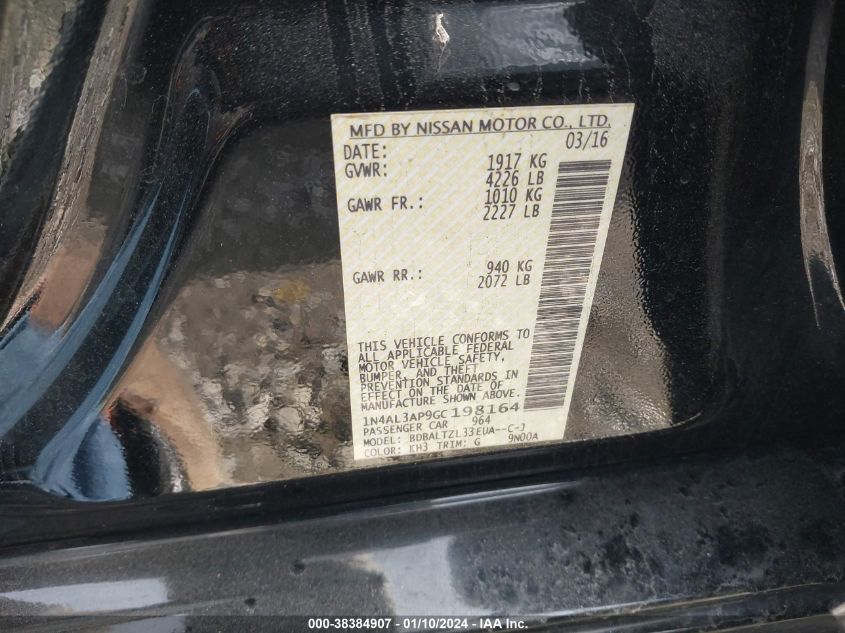 MFD BY NISSAN MOTOR CO., LTD.
DATE: 03/16
GVWR: 1917 KG
4226 LB
GAWR FR.: 1010 KG
2227 LB
GAWR RR.: 940 KG
2072 LB
THIS VEHICLE CONFORMS TO
ALL APPLICABLE FEDERAL
MOTOR VEHICLE SAFETY,
BUMPER, AND THEFT
PREVENTION STANDARDS IN
EFFECT ON THE DATE OF
MANUFACTURE SHOWN ABOVE.
1N4AL3AP9GC198164
PASSENGER CAR 964
MODEL: BDBALTZL33EUA--C-J
COLOR: KH3 TRIM: G 9N00A
000-38384907 - 01/10/2024 - IAA Inc.